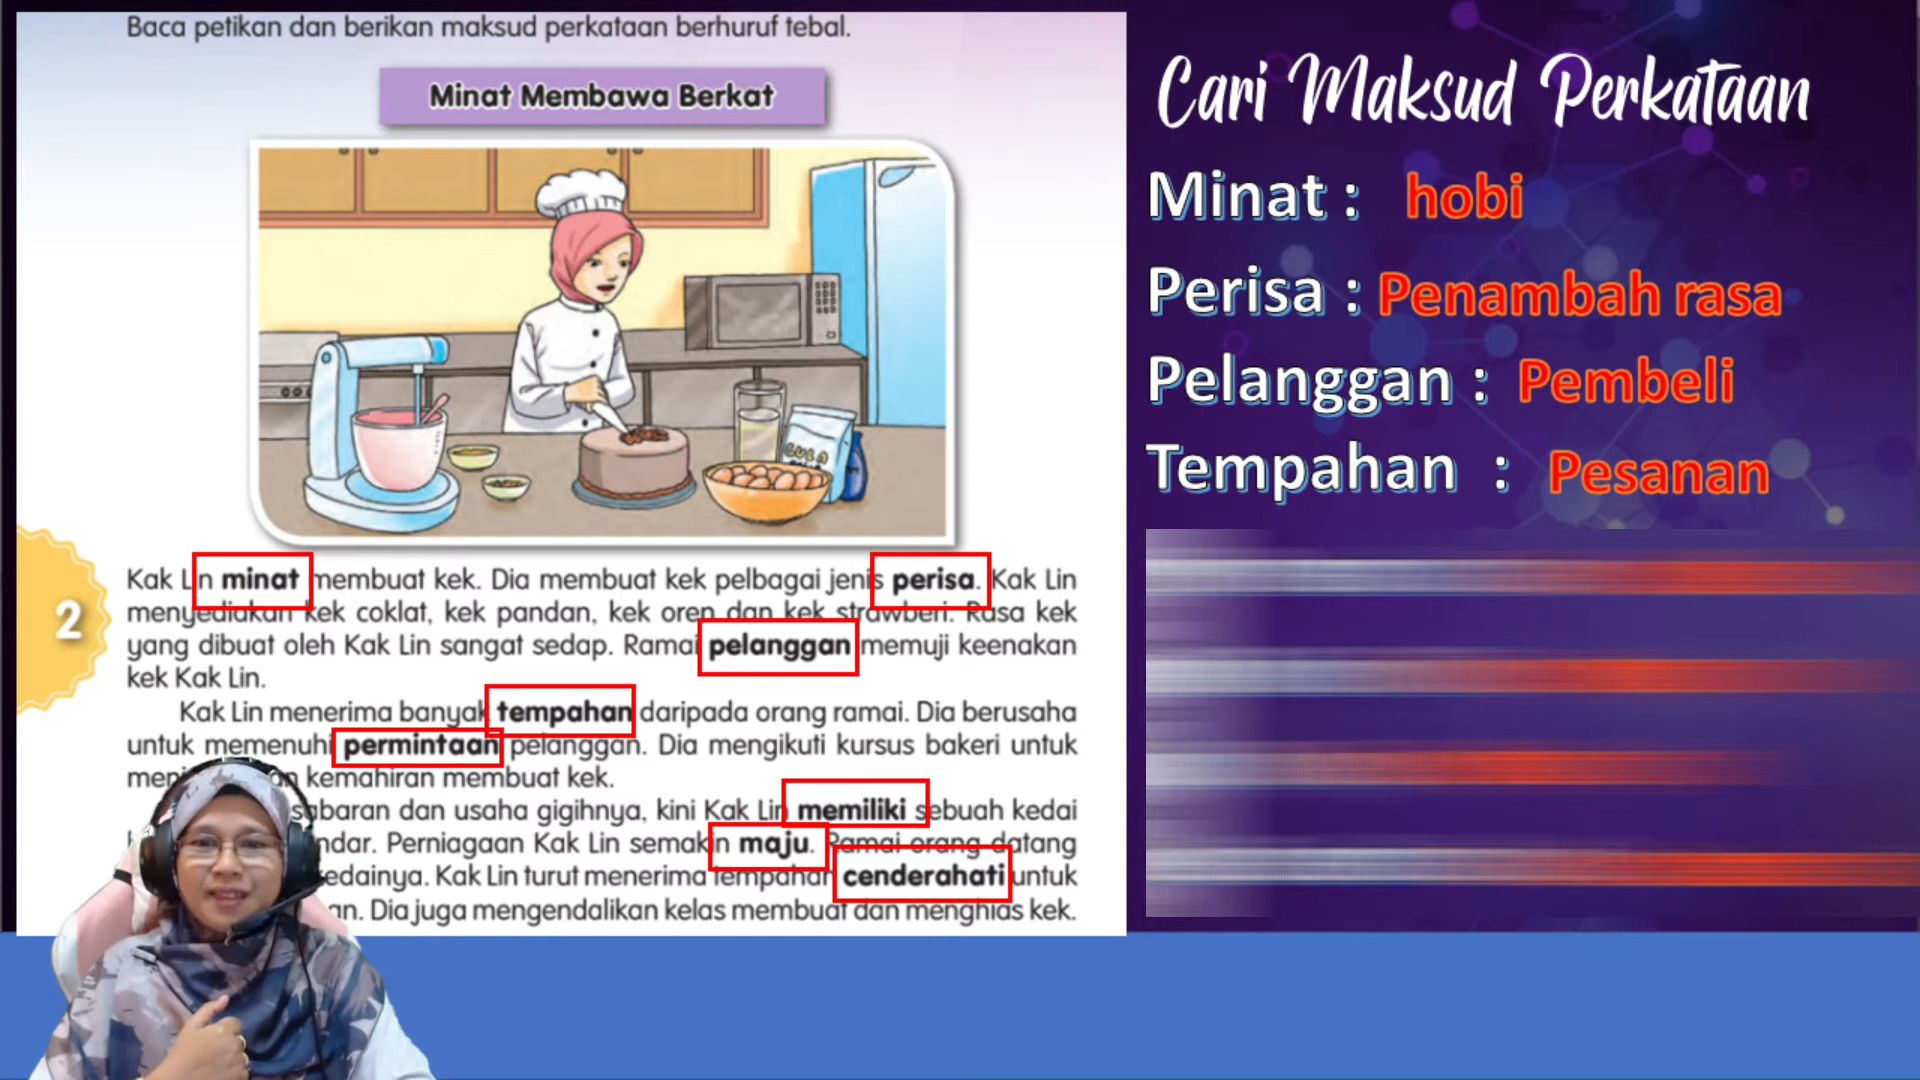 Baca petikan dan berikan maksud perkataan berhuruf tebal.
Minat Membawa Berkat
GULA
2
Kak Lin minat membuat kek. Dia membuat kek pelbagai jenis perisa. Kak Lin
menyediakan kek coklat, kek pandan, kek oren dan kek strawberi. Rasa kek
yang dibuat oleh Kak Lin sangat sedap. Ramai pelanggan memuji keenakan
kek Kak Lin.
Kak Lin menerima banyak tempahan daripada orang ramai. Dia berusaha
untuk memenuhi permintaan pelanggan. Dia mengikuti kursus bakeri untuk
kemahiran membuat kek.
sabaran dan usaha gigihnya, kini Kak Lin memiliki sebuah kedai
ndar. Perniagaan Kak Lin semakin maju. Ramai orang datang
edainya. Kak Lin turut menerima tempahan cenderahati untuk
an. Dia juga mengendalikan kelas membuat dan menghias kek.
Cari Maksud Perkataan
Minat : hobi
Perisa : Penambah rasa
Pelanggan : Pembeli
Tempahan : Pesanan